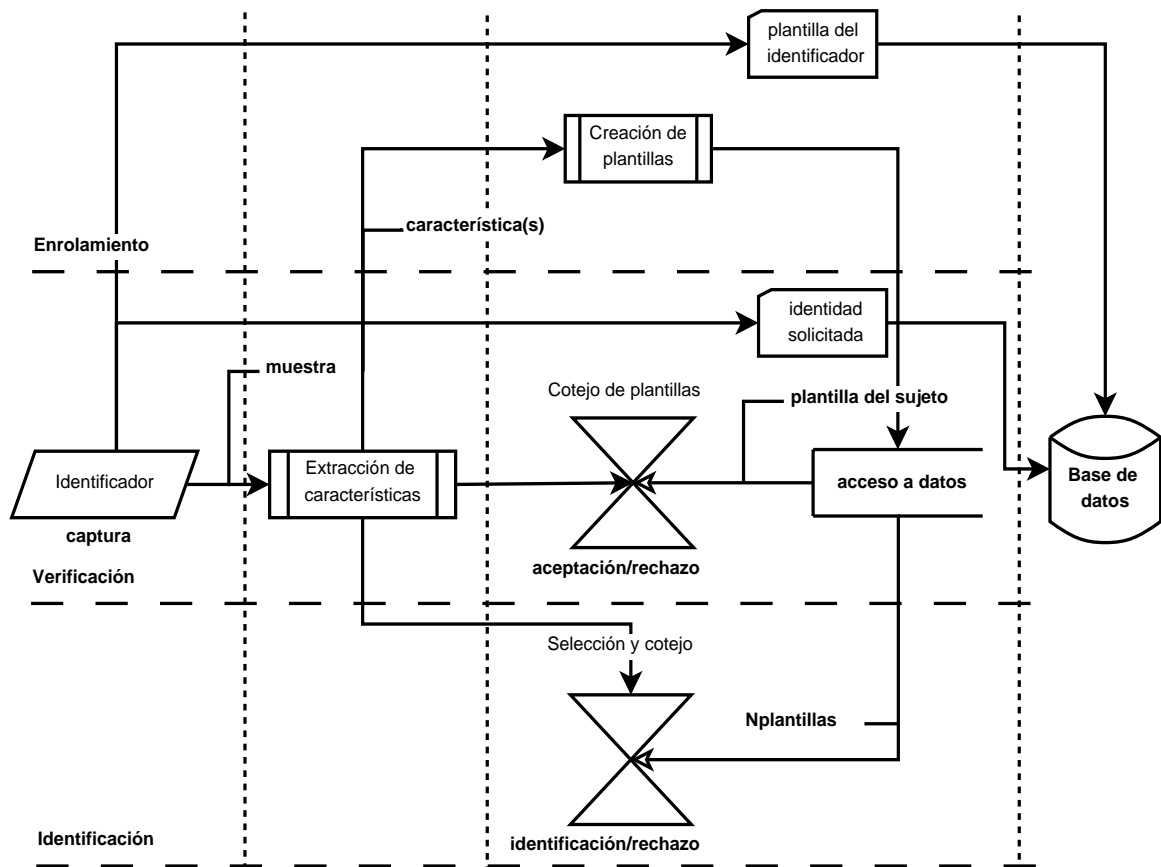 plantilla del
identificador
Creación de
plantillas
característica(s)
Enrolamiento
identidad
solicitada
muestra
Cotejo de plantillas
plantilla del sujeto
Identificador
Extracción de
características
acceso a datos
Base de
datos
captura
aceptación/rechazo
Verificación
Selección y cotejo
Nplantillas
Identificación
identificación/rechazo